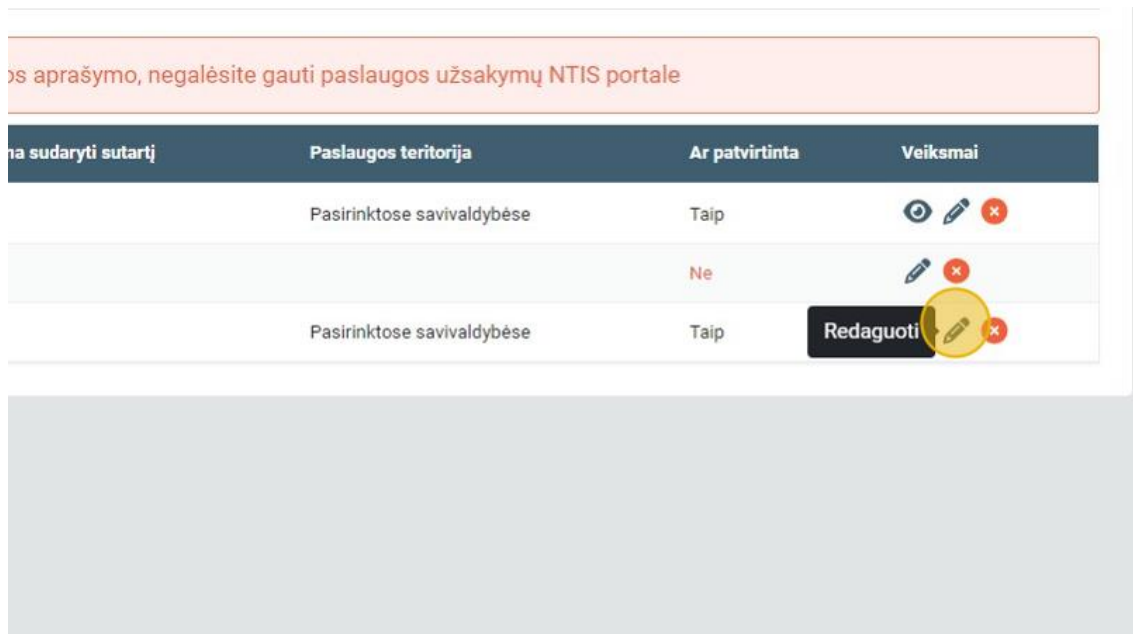 os aprašymo, negalėsite gauti paslaugos užsakymų NTIS portale
na sudaryti sutartį Paslaugos teritorija Ar patvirtinta Veiksmai
Pasirinktose savivaldybėse Taip
Ne
Pasirinktose savivaldybėse Taip Redaguoti